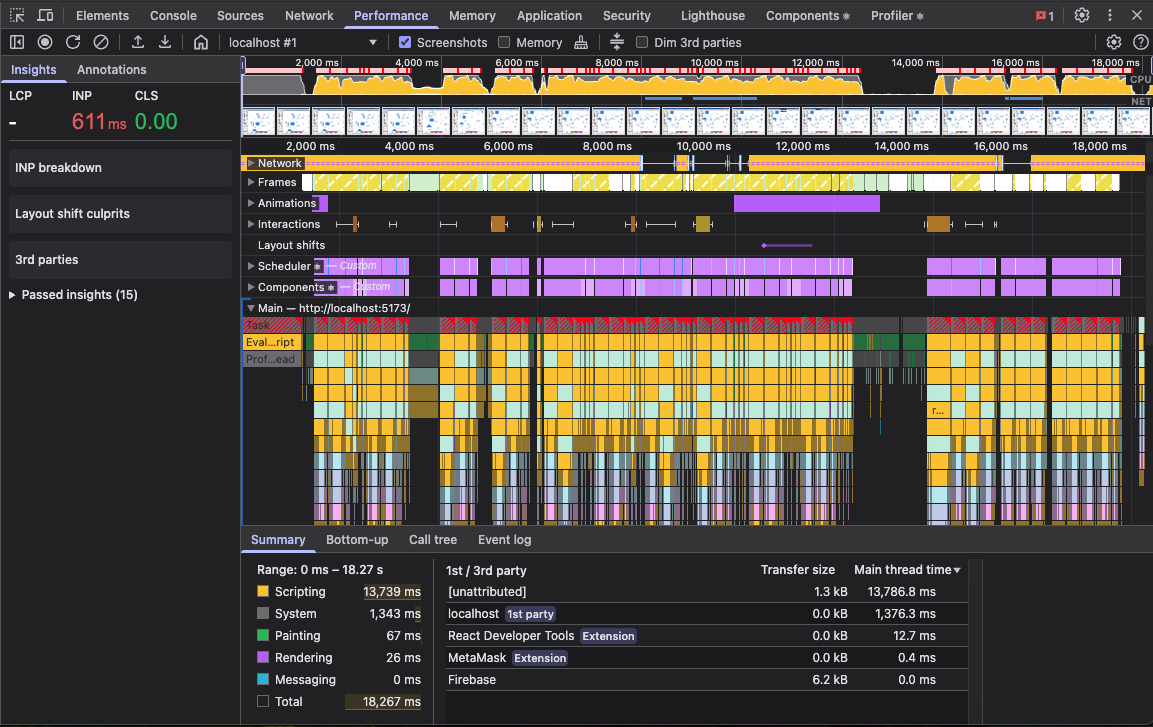 Elements Console Sources Network Performance Memory Application Security Lighthouse Components Profiler 1
localhost #1 Screenshots Memory Dim 3rd parties
Insights Annotations
LCP INP CLS
- 611 ms 0.00
INP breakdown
Layout shift culprits
3rd parties
Passed insights (15)
2,000 ms 4,000 ms 6,000 ms 8,000 ms 10,000 ms 12,000 ms 14,000 ms 16,000 ms 18,000 ms
CPU
NET
2,000 ms 4,000 ms 6,000 ms 8,000 ms 10,000 ms 12,000 ms 14,000 ms 16,000 ms 18,000 ms
Network
Frames
Animations
Interactions
Layout shifts
Scheduler — Custom
Components — Custom
Main — http://localhost:5173/
Task
Eval...ript
Prof...ead
r...
Summary Bottom-up Call tree Event log
Range: 0 ms – 18.27 s
Scripting 13,739 ms
System 1,343 ms
Painting 67 ms
Rendering 26 ms
Messaging 0 ms
Total 18,267 ms
1st / 3rd party Transfer size Main thread time
[unattributed] 1.3 kB 13,786.8 ms
localhost 1st party 0.0 kB 1,376.3 ms
React Developer Tools Extension 0.0 kB 12.7 ms
MetaMask Extension 0.0 kB 0.4 ms
Firebase 6.2 kB 0.0 ms